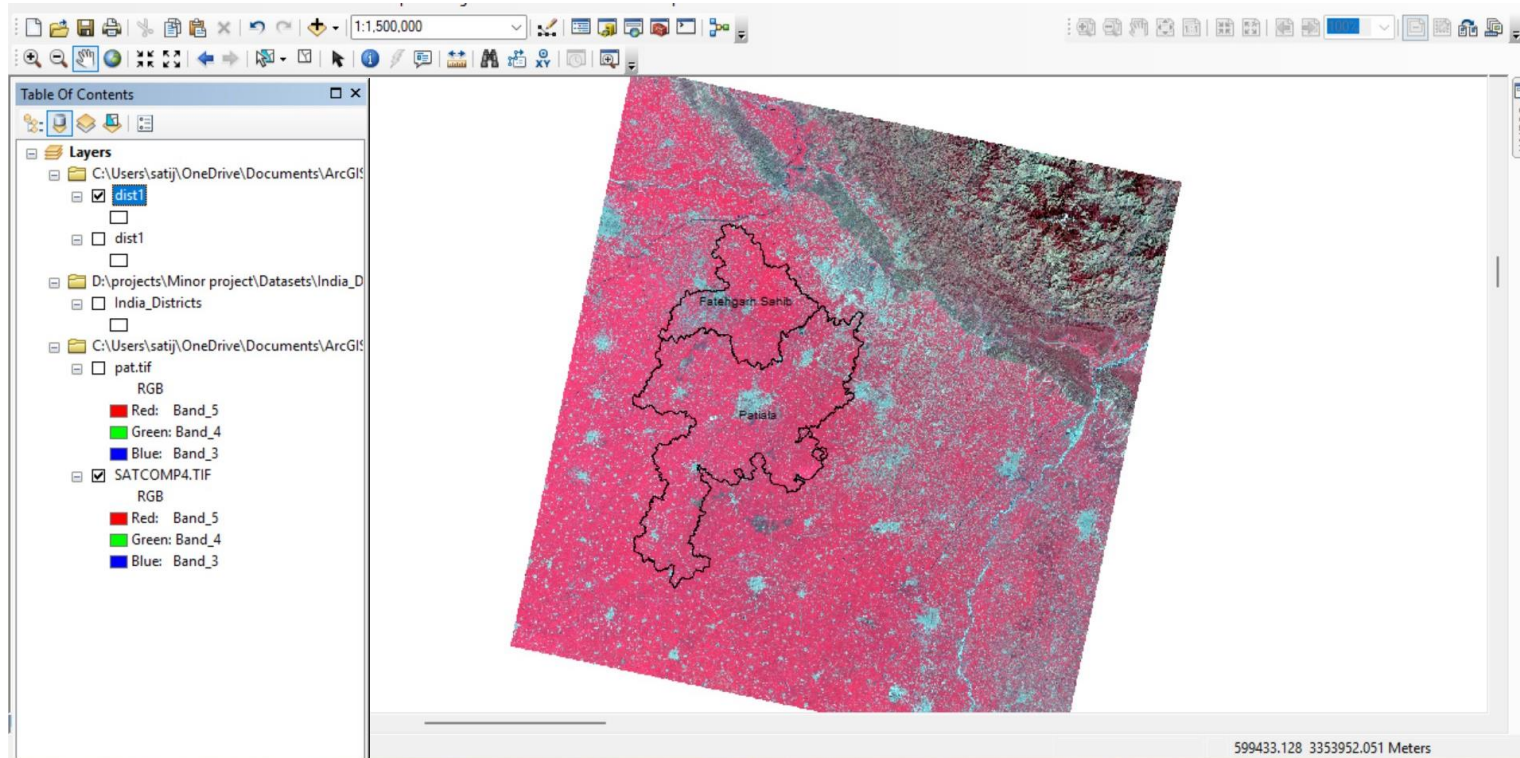 1:1,500,000
100%
Table Of Contents
Layers
C:\Users\satij\OneDrive\Documents\ArcGIS
dist1
dist1
D:\projects\Minor project\Datasets\India_D
India_Districts
C:\Users\satij\OneDrive\Documents\ArcGIS
pat.tif
RGB
Red: Band_5
Green: Band_4
Blue: Band_3
SATCOMP4.TIF
RGB
Red: Band_5
Green: Band_4
Blue: Band_3
Fatehgarh Sahib
Patiala
599433.128 3353952.051 Meters